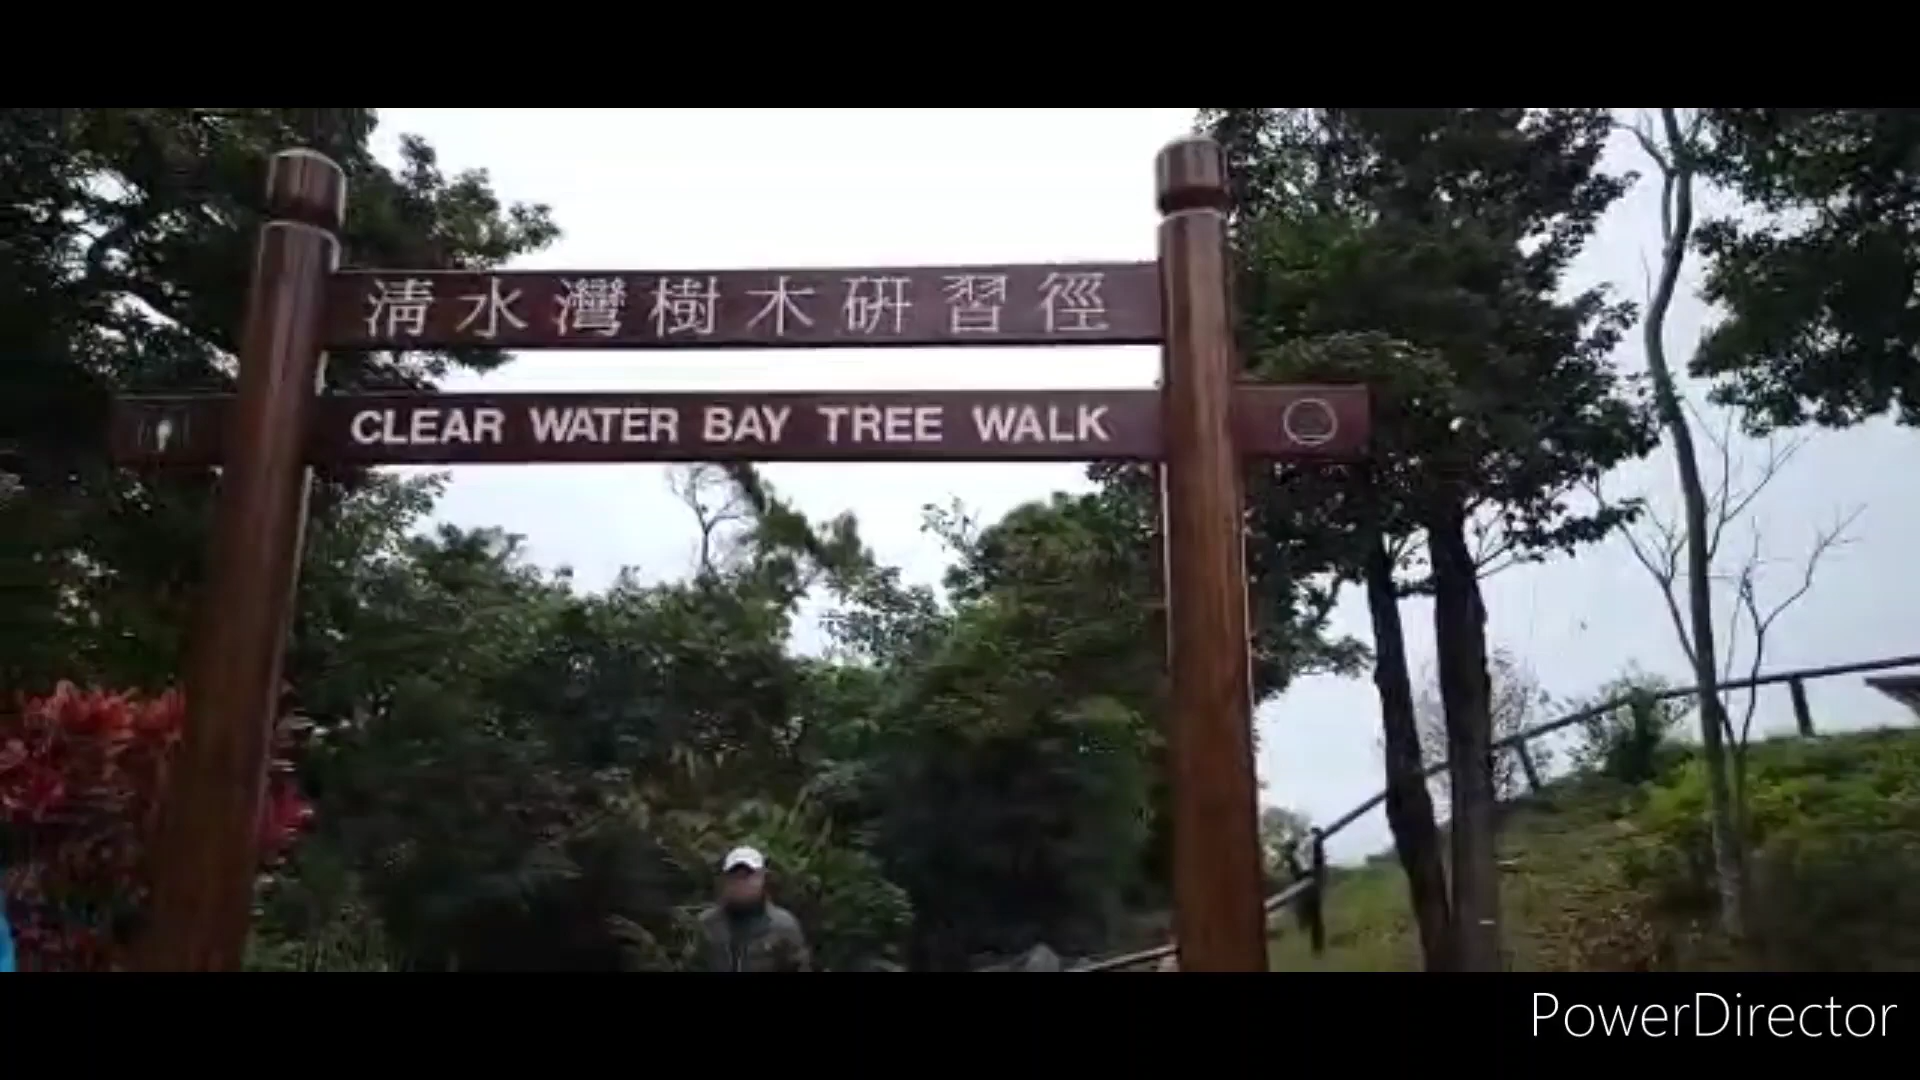 清水灣樹木研習徑
CLEAR WATER BAY TREE WALK
PowerDirector